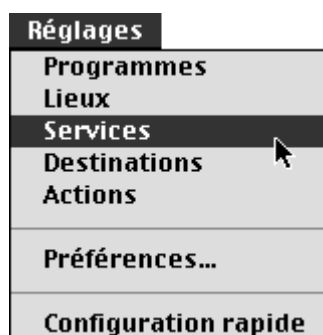 Réglages
Programmes
Lieux
Services
Destinations
Actions
Préférences...
Configuration rapide